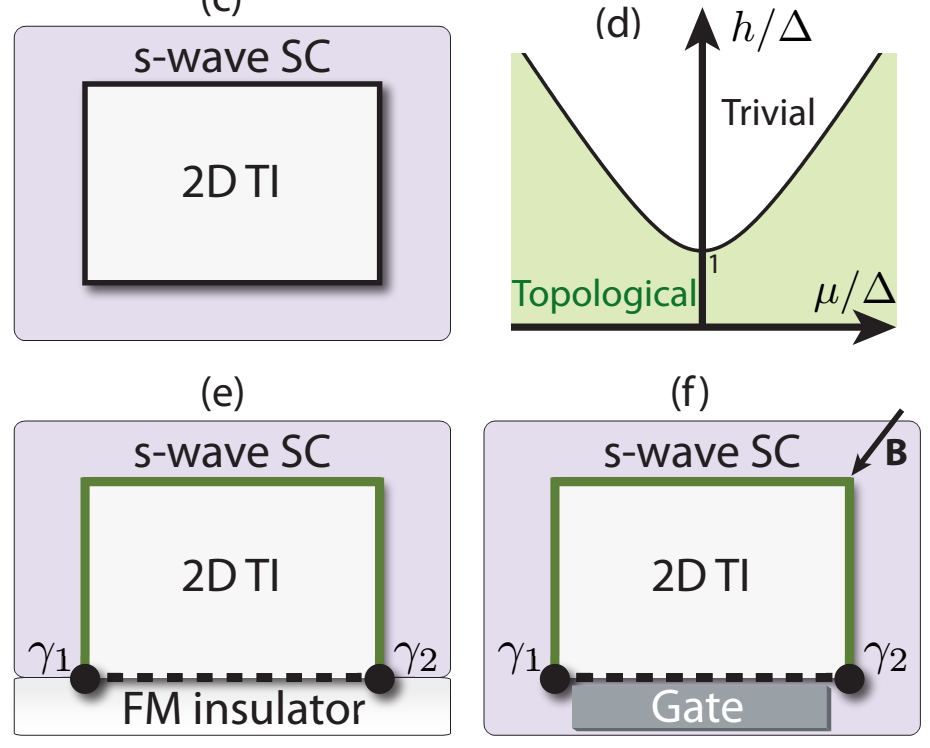 (c)
s-wave SC
2D TI
(d)
h/Δ
Trivial
1
Topological
μ/Δ
(e)
s-wave SC
2D TI
γ1
γ2
FM insulator
(f)
s-wave SC
B
2D TI
γ1
γ2
Gate